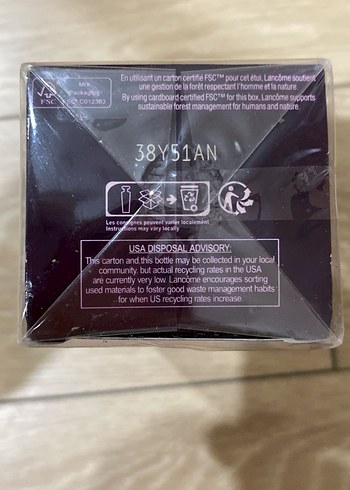 En utilisant un carton certifié FSC™ pour cet étui, Lancôme soutient
une gestion de la forêt respectant l'homme et la nature.
By using cardboard certified FSC™ for this box, Lancôme supports
sustainable forest management for humans and nature.
MIX
Packaging
FSC® C012383
FSC
38Y51AN
Les consignes peuvent varier localement
Instructions may vary locally
USA DISPOSAL ADVISORY:
This carton and this bottle may be collected in your local
community, but actual recycling rates in the USA
are currently very low. Lancôme encourages sorting
used materials to foster good waste management habits
for when US recycling rates increase.